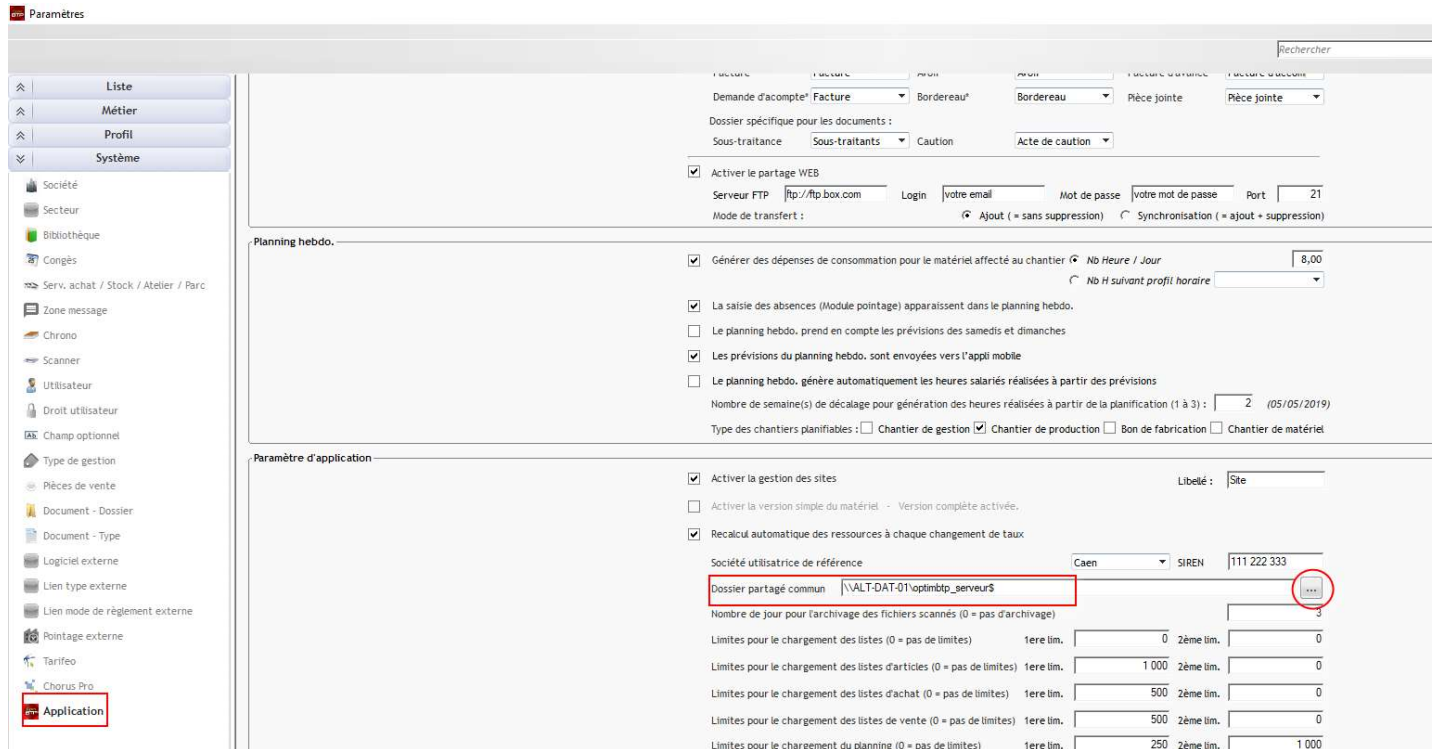 BTP Paramètres
Rechercher
Liste
Métier
Profil
Système
Société
Secteur
Bibliothèque
Congès
Serv. achat / Stock / Atelier / Parc
Zone message
Chrono
Scanner
Utilisateur
Droit utilisateur
Ab Champ optionnel
Type de gestion
Pièces de vente
Document - Dossier
Document - Type
Logiciel externe
Lien type externe
Lien mode de règlement externe
Pointage externe
Tarifeo
Chorus Pro
BTP Application
Demande d'acompte* Facture Bordereau* Bordereau Pièce jointe Pièce jointe
Dossier spécifique pour les documents :
Sous-traitance Sous-traitants Caution Acte de caution
Activer le partage WEB
Serveur FTP ftp://ftp.box.com Login votre email Mot de passe votre mot de passe Port 21
Mode de transfert : Ajout ( = sans suppression) Synchronisation ( = ajout + suppression)
Planning hebdo.
Générer des dépenses de consommation pour le matériel affecté au chantier Nb Heure / Jour 8,00
Nb H suivant profil horaire
La saisie des absences (Module pointage) apparaissent dans le planning hebdo.
Le planning hebdo. prend en compte les prévisions des samedis et dimanches
Les prévisions du planning hebdo. sont envoyées vers l'appli mobile
Le planning hebdo. génère automatiquement les heures salariés réalisées à partir des prévisions
Nombre de semaine(s) de décalage pour génération des heures réalisées à partir de la planification (1 à 3) : 2 (05/05/2019)
Type des chantiers planifiables : Chantier de gestion Chantier de production Bon de fabrication Chantier de matériel
Paramètre d'application
Activer la gestion des sites Libellé : Site
Activer la version simple du matériel - Version complète activée.
Recalcul automatique des ressources à chaque changement de taux
Société utilisatrice de référence Caen SIREN 111 222 333
Dossier partagé commun \\ALT-DAT-01\optimbtp_serveur$ ...
Nombre de jour pour l'archivage des fichiers scannés (0 = pas d'archivage) 3
Limites pour le chargement des listes (0 = pas de limites) 1ere lim. 0 2ème lim. 0
Limites pour le chargement des listes d'articles (0 = pas de limites) 1ere lim. 1 000 2ème lim. 0
Limites pour le chargement des listes d'achat (0 = pas de limites) 1ere lim. 500 2ème lim. 0
Limites pour le chargement des listes de vente (0 = pas de limites) 1ere lim. 500 2ème lim. 0
Limites pour le chargement du planning (0 = pas de limites) 1ere lim. 250 2ème lim. 1 000